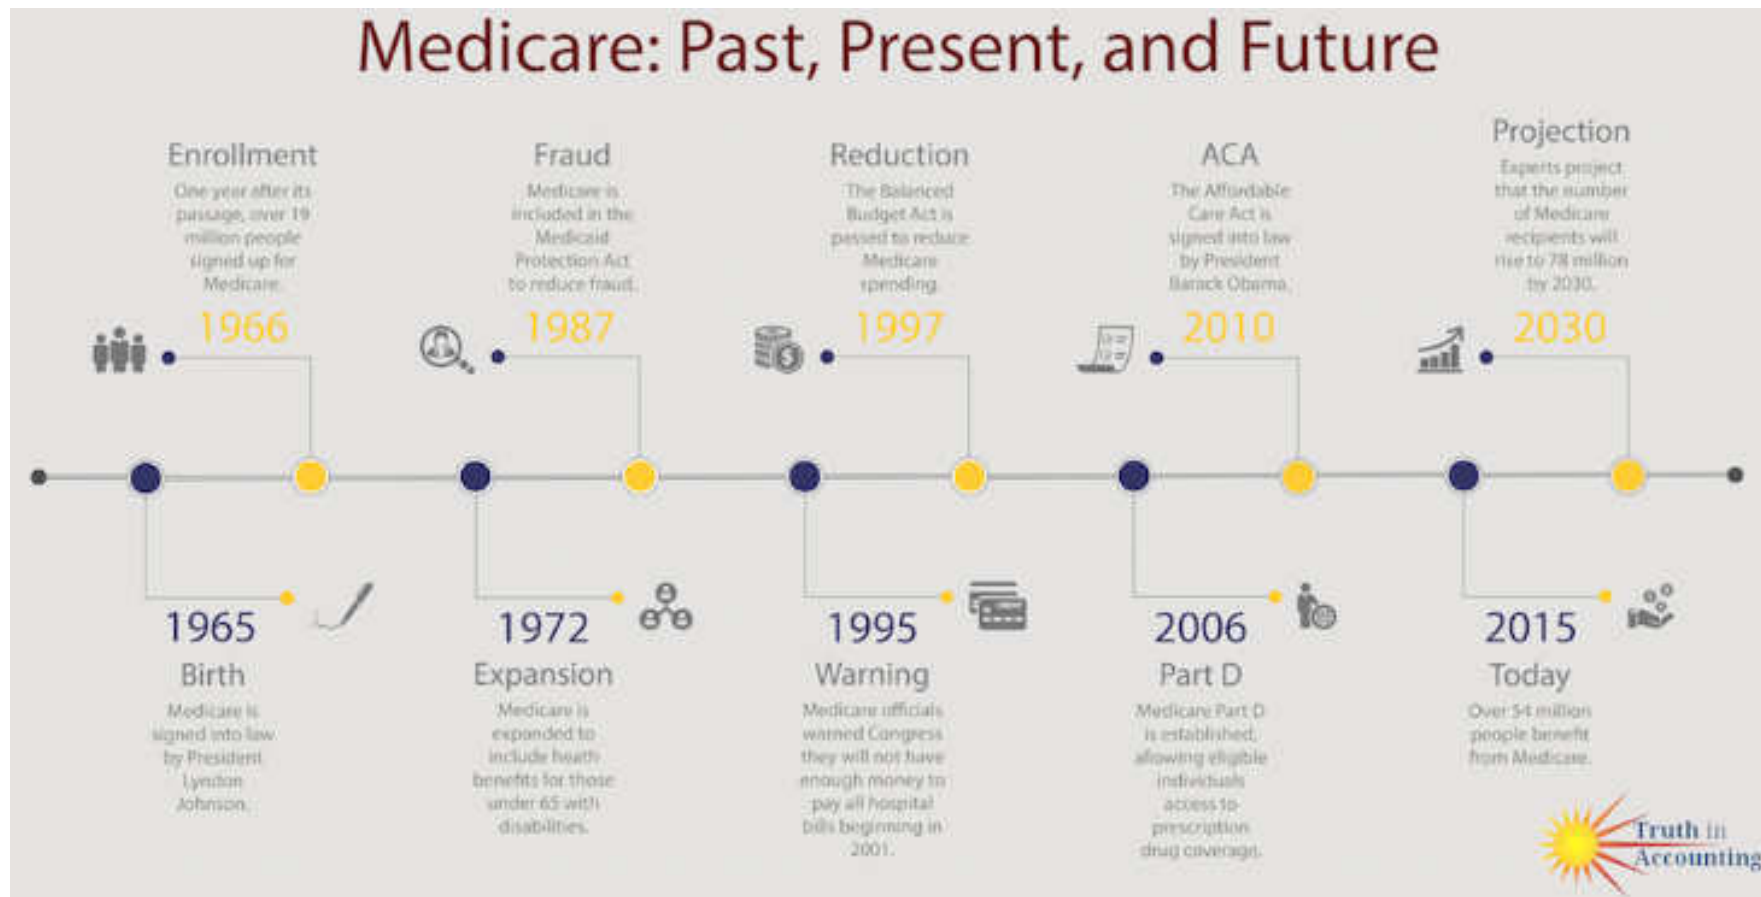 Medicare: Past, Present, and Future
Enrollment
One year after its
passage, over 19
million people
signed up for
Medicare.
1966
Fraud
Medicare is
included in the
Medicaid
Protection Act
to reduce fraud.
1987
Reduction
The Balanced
Budget Act is
passed to reduce
Medicare
spending.
1997
ACA
The Affordable
Care Act is
signed into law
by President
Barack Obama.
2010
Projection
Experts project
that the number
of Medicare
recipients will
rise to 78 million
by 2030.
2030
1965
Birth
Medicare is
signed into law
by President
Lyndon
Johnson.
1972
Expansion
Medicare is
expanded to
include heath
benefits for those
under 65 with
disabilities.
1995
Warning
Medicare officials
warned Congress
they will not have
enough money to
pay all hospital
bills beginning in
2001.
2006
Part D
Medicare Part D
is established,
allowing eligible
individuals
access to
prescription
drug coverage.
2015
Today
Over 54 million
people benefit
from Medicare.
Truth in
Accounting